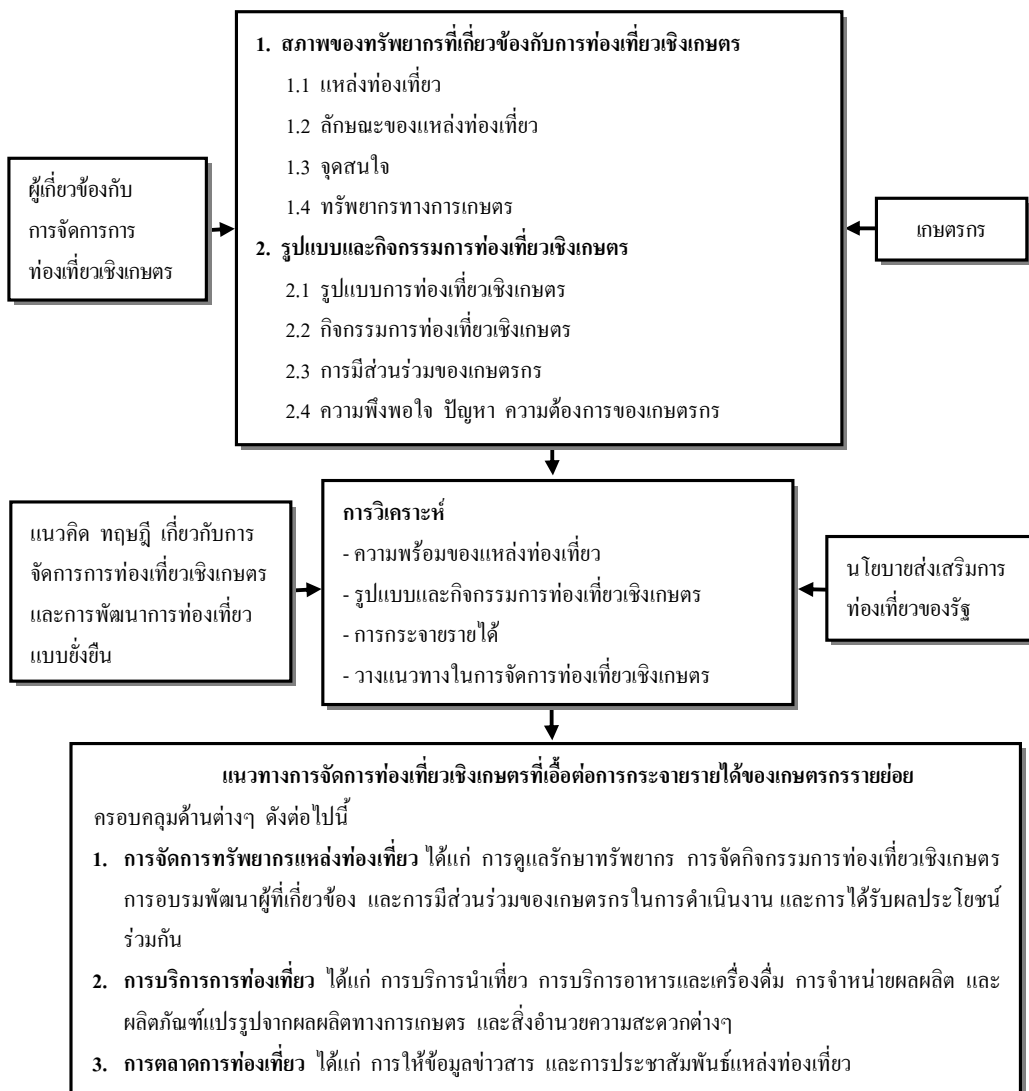 1. สภาพของทรัพยากรที่เกี่ยวข้องกับการท่องเที่ยวเชิงเกษตร
1.1 แหล่งท่องเที่ยว
1.2 ลักษณะของแหล่งท่องเที่ยว
1.3 จุดสนใจ
1.4 ทรัพยากรทางการเกษตร
2. รูปแบบและกิจกรรมการท่องเที่ยวเชิงเกษตร
2.1 รูปแบบการท่องเที่ยวเชิงเกษตร
2.2 กิจกรรมการท่องเที่ยวเชิงเกษตร
2.3 การมีส่วนร่วมของเกษตรกร
2.4 ความพึงพอใจ ปัญหา ความต้องการของเกษตรกร
ผู้เกี่ยวข้องกับ
การจัดการการ
ท่องเที่ยวเชิงเกษตร
เกษตรกร
แนวคิด ทฤษฎี เกี่ยวกับการ
จัดการการท่องเที่ยวเชิงเกษตร
และการพัฒนาการท่องเที่ยว
แบบยั่งยืน
การวิเคราะห์
- ความพร้อมของแหล่งท่องเที่ยว
- รูปแบบและกิจกรรมการท่องเที่ยวเชิงเกษตร
- การกระจายรายได้
- วางแนวทางในการจัดการท่องเที่ยวเชิงเกษตร
นโยบายส่งเสริมการ
ท่องเที่ยวของรัฐ
แนวทางการจัดการท่องเที่ยวเชิงเกษตรที่เอื้อต่อการกระจายรายได้ของเกษตรกรรายย่อย
ครอบคลุมด้านต่างๆ ดังต่อไปนี้
1. การจัดการทรัพยากรแหล่งท่องเที่ยว ได้แก่ การดูแลรักษาทรัพยากร การจัดกิจกรรมการท่องเที่ยวเชิงเกษตร
การอบรมพัฒนาผู้ที่เกี่ยวข้อง และการมีส่วนร่วมของเกษตรกรในการดำเนินงาน และการได้รับผลประโยชน์
ร่วมกัน
2. การบริการการท่องเที่ยว ได้แก่ การบริการนำเที่ยว การบริการอาหารและเครื่องดื่ม การจำหน่ายผลผลิต และ
ผลิตภัณฑ์แปรรูปจากผลผลิตทางการเกษตร และสิ่งอำนวยความสะดวกต่างๆ
3. การตลาดการท่องเที่ยว ได้แก่ การให้ข้อมูลข่าวสาร และการประชาสัมพันธ์แหล่งท่องเที่ยว